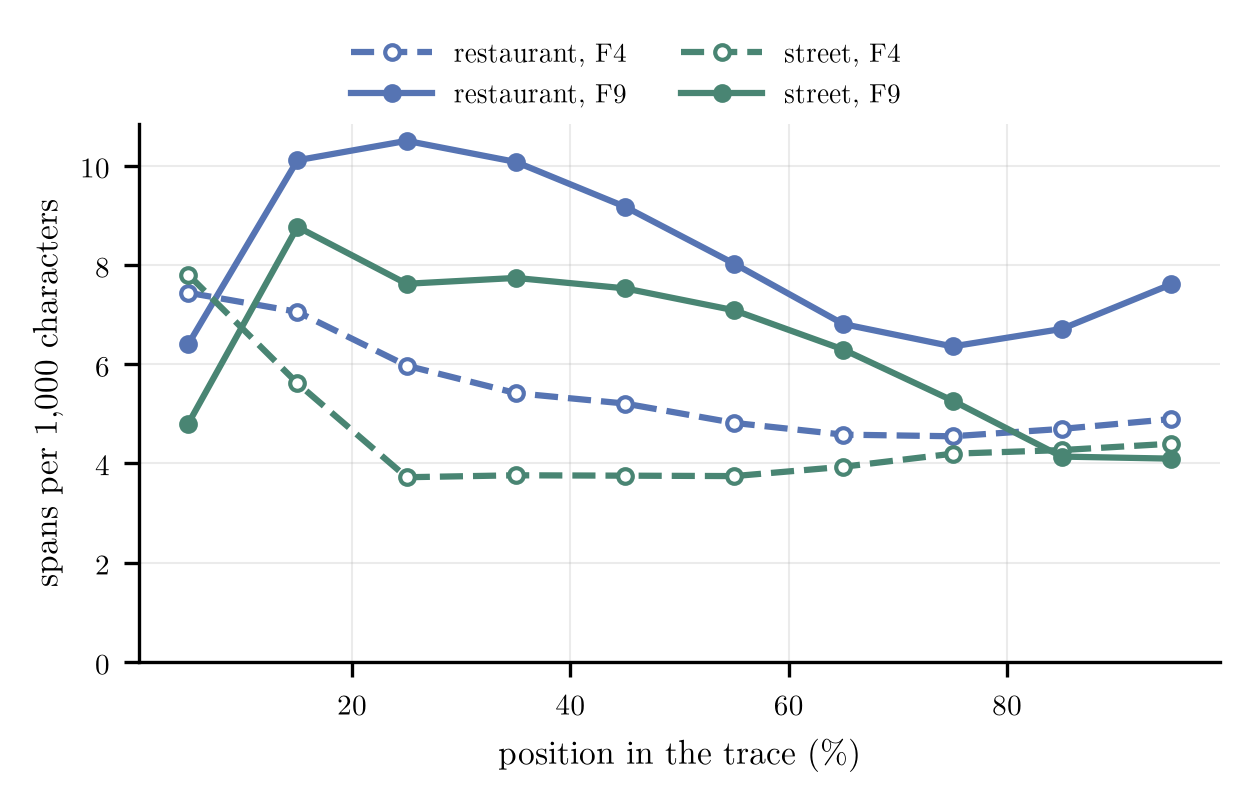 restaurant, F4
street, F4
restaurant, F9
street, F9
spans per 1,000 characters
10
8
6
4
2
0
20
40
60
80
position in the trace (%)